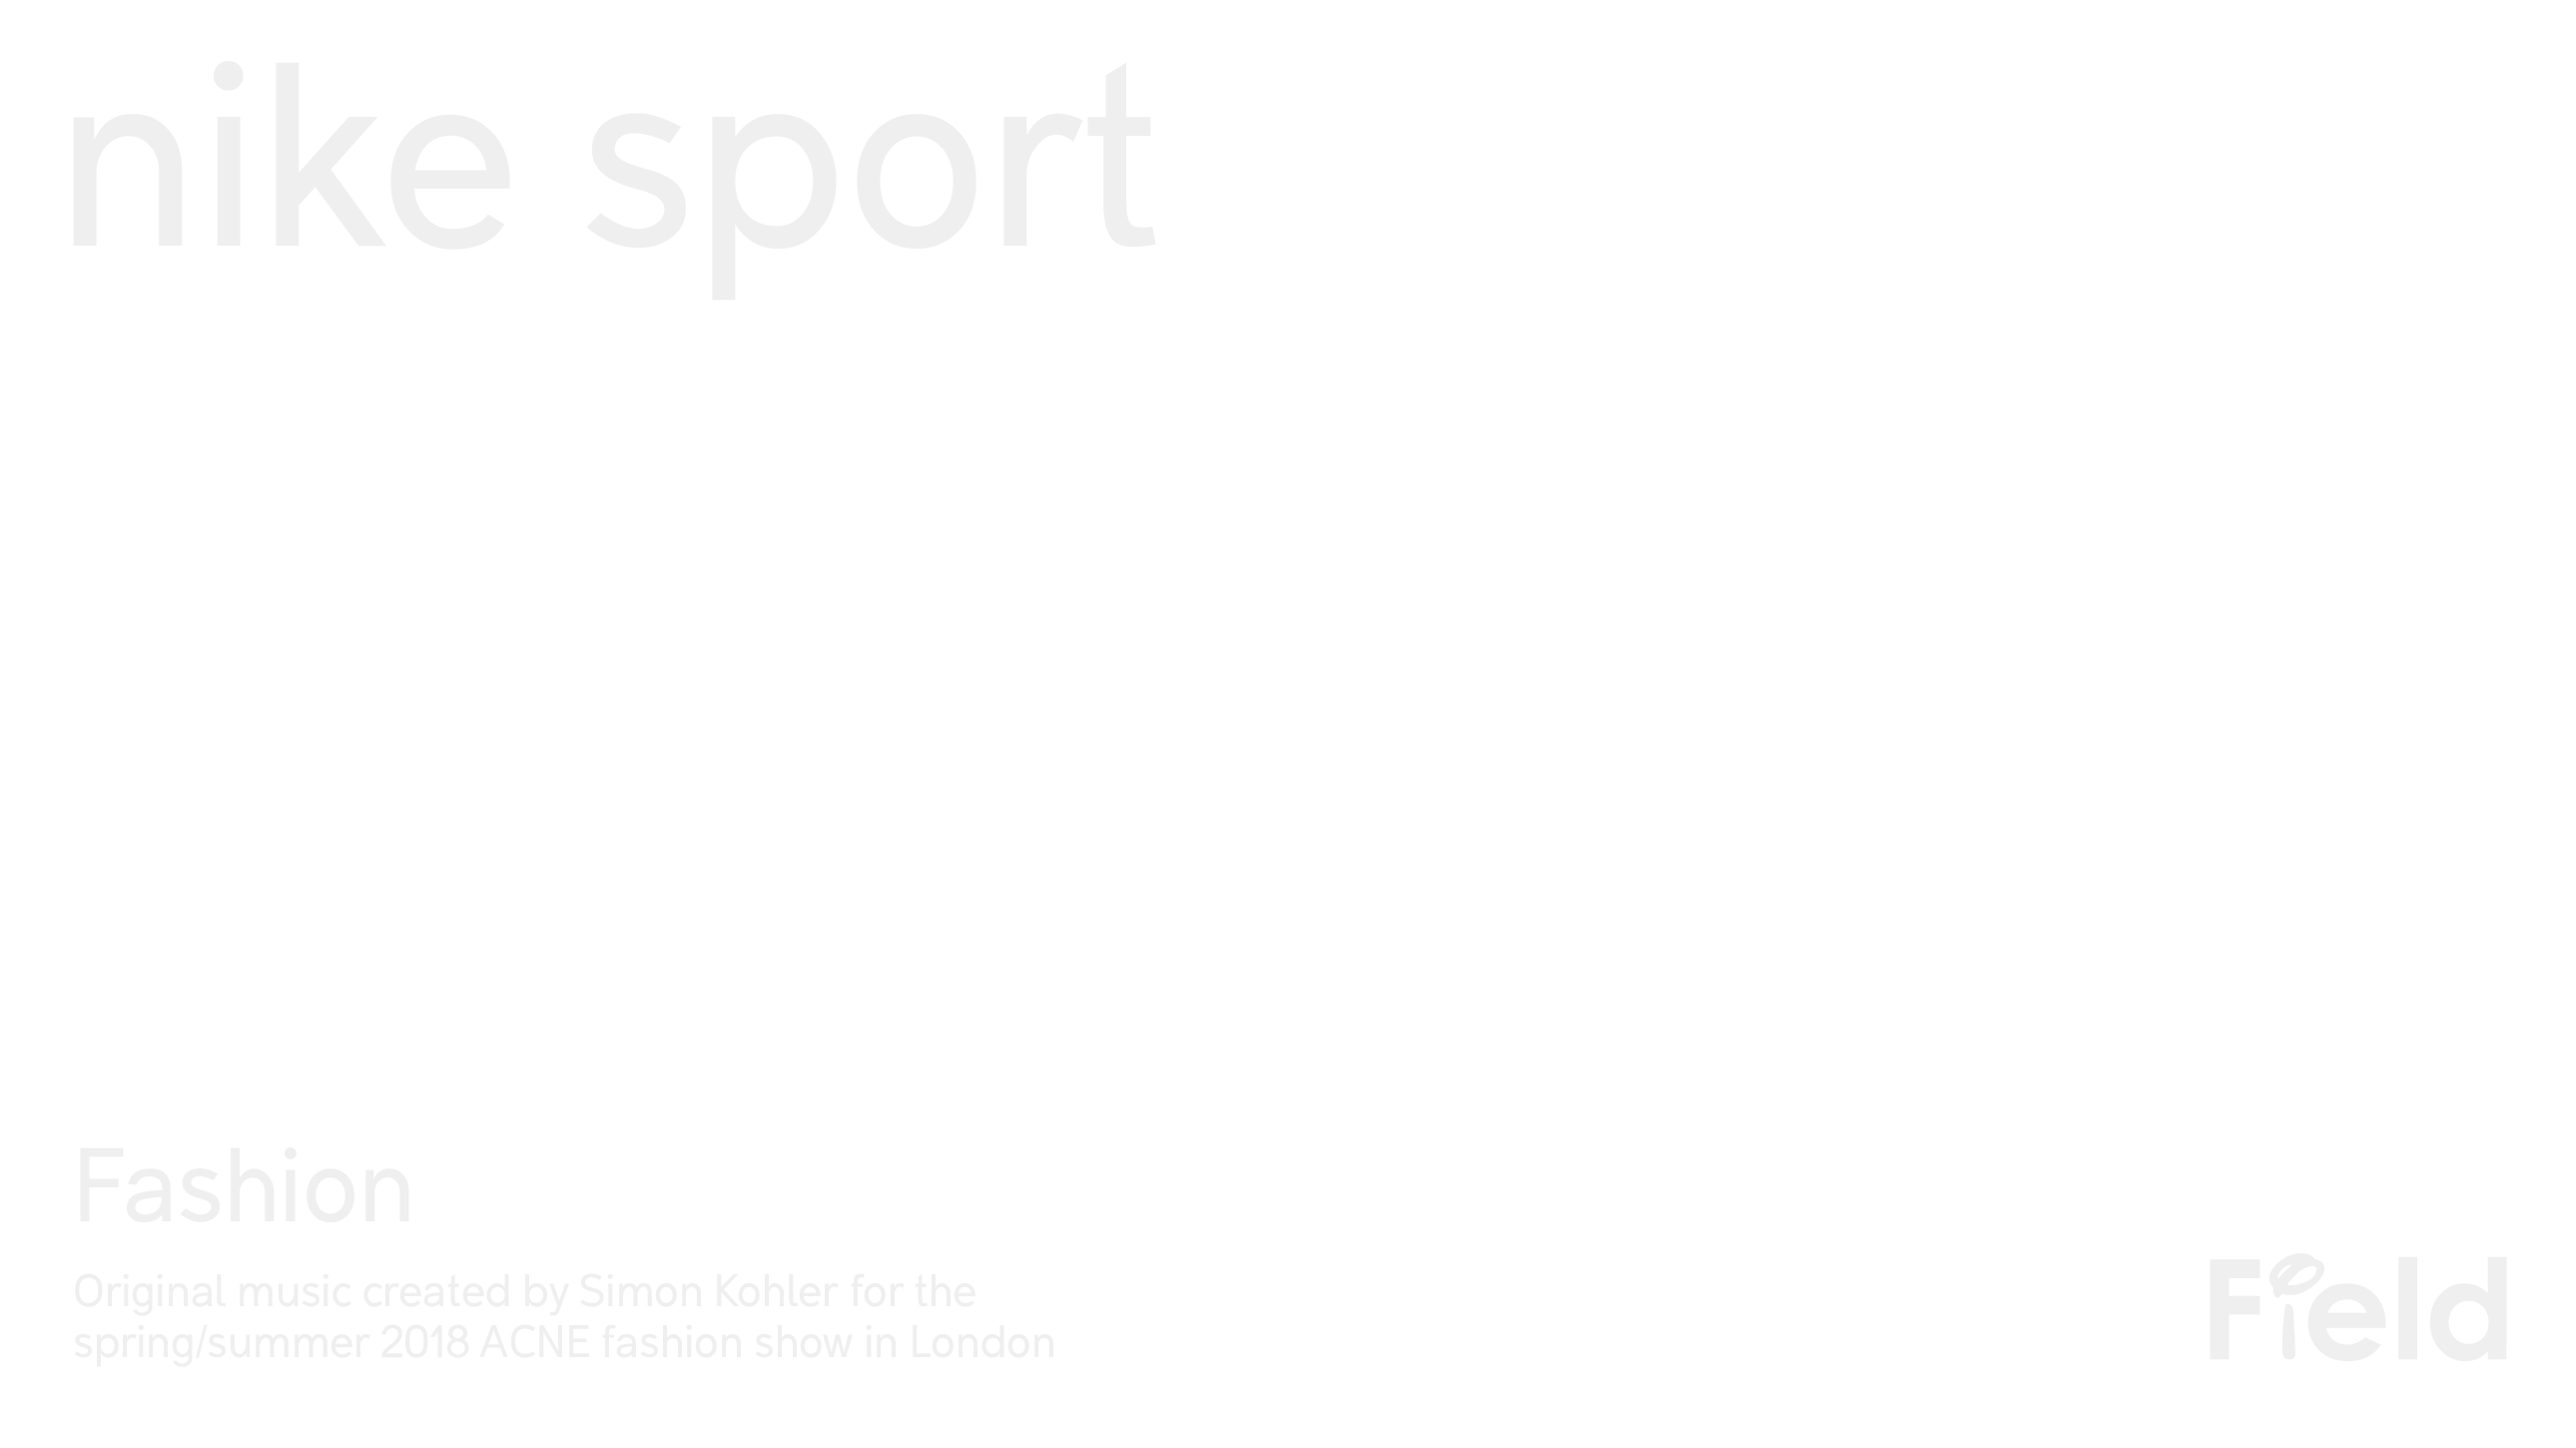 nike sport
Fashion
Original music created by Simon Kohler for the
spring/summer 2018 ACNE fashion show in London
Field